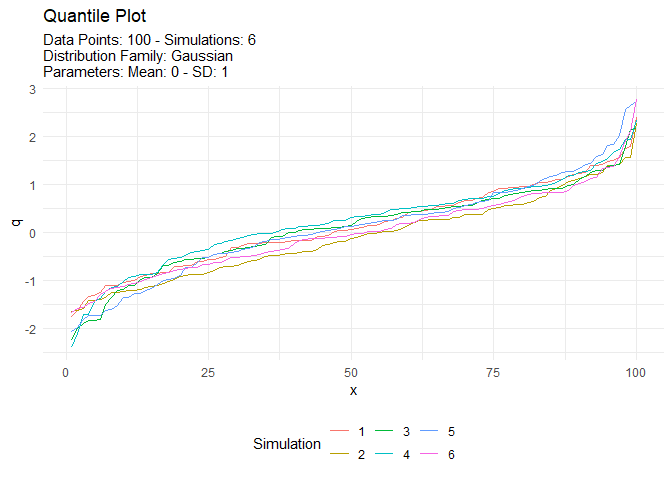 Quantile Plot
Data Points: 100 - Simulations: 6
Distribution Family: Gaussian
Parameters: Mean: 0 - SD: 1
3
2
1
0
-1
-2
q
0 25 50 75 100
x
Simulation
1 3 5
2 4 6